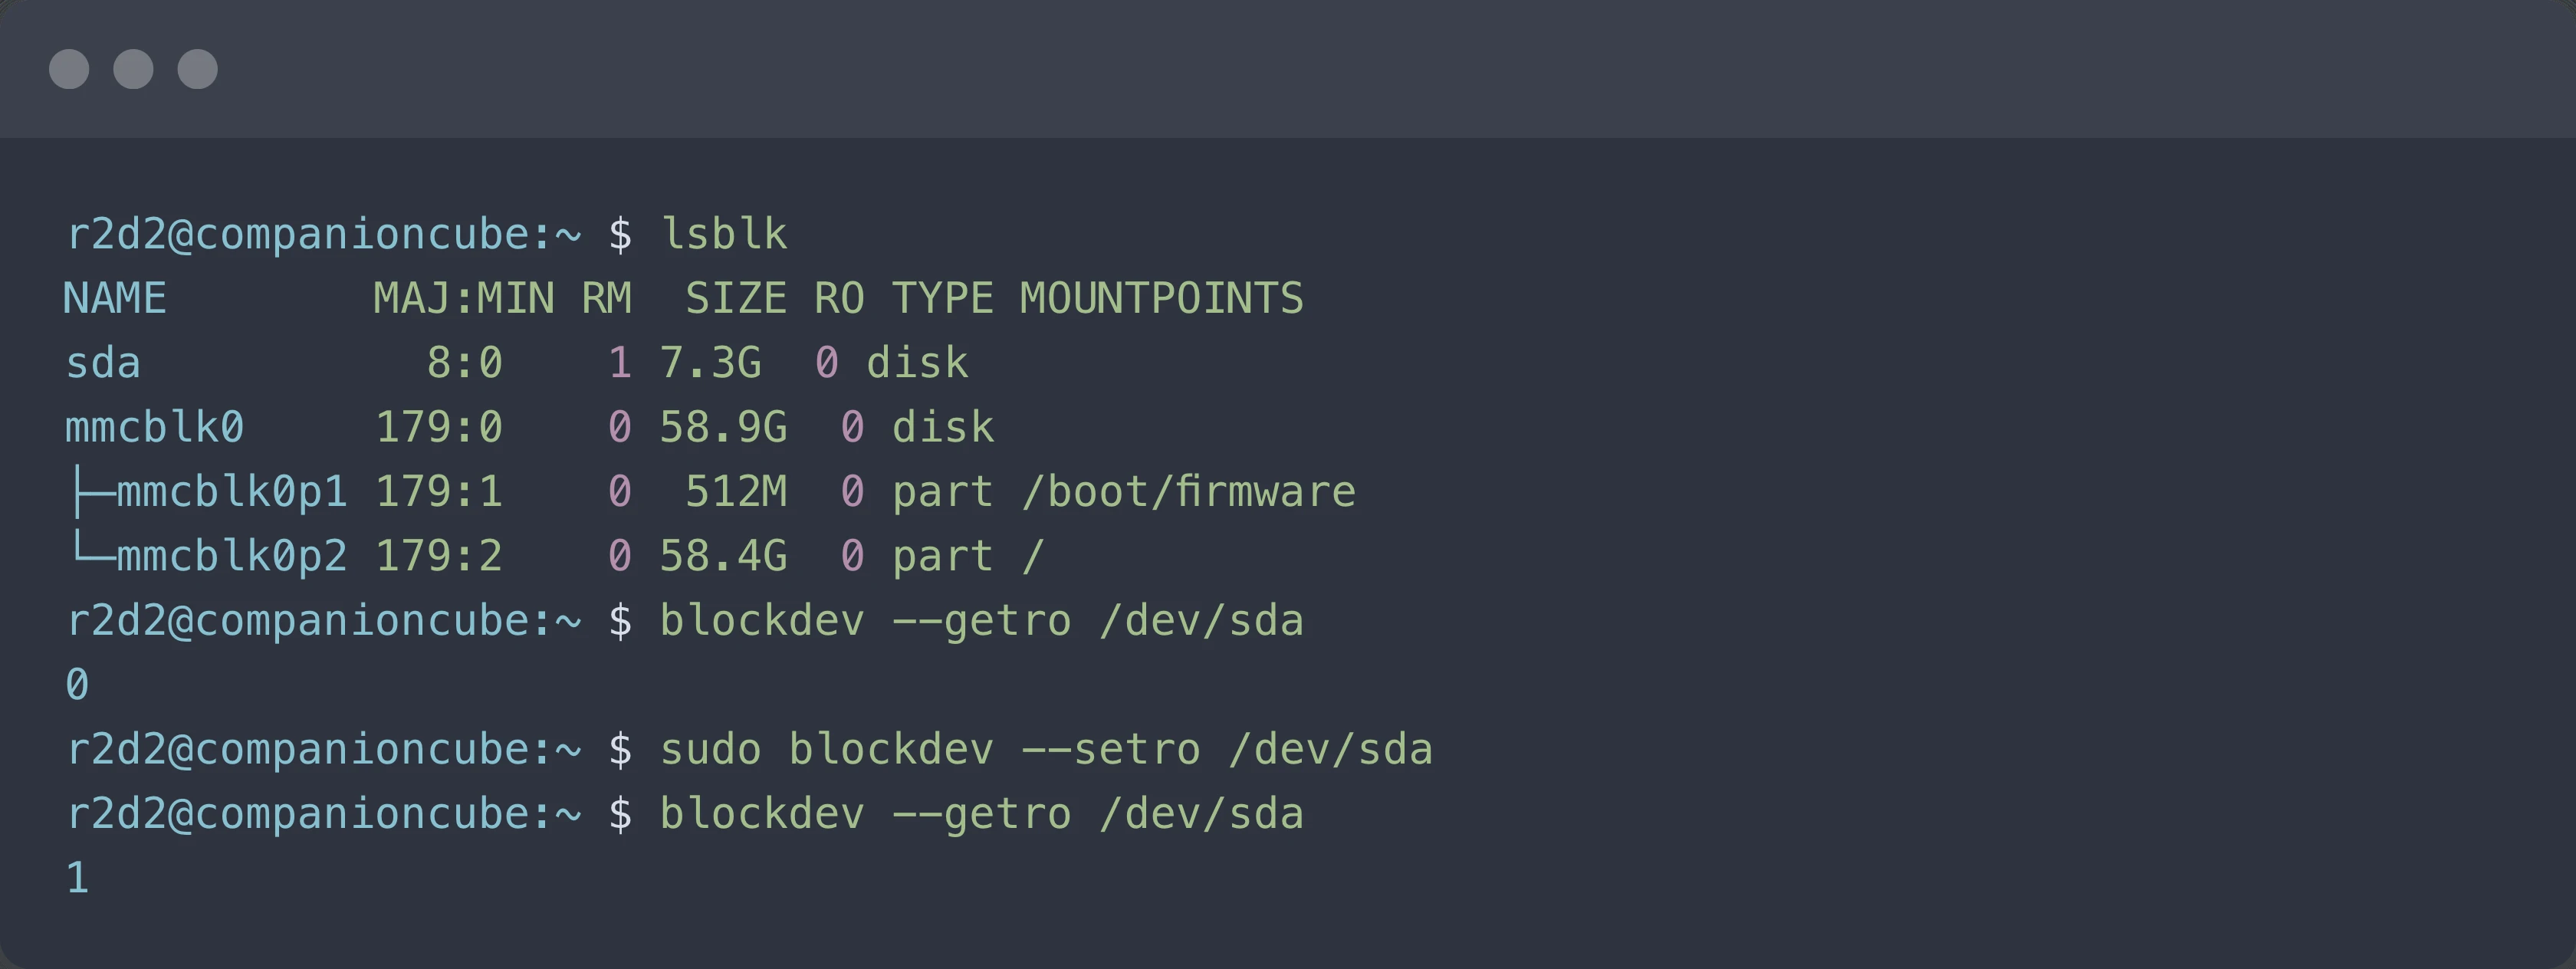 r2d2@companioncube:~ $ lsblk
NAME        MAJ:MIN RM  SIZE RO TYPE MOUNTPOINTS
sda           8:0    1 7.3G  0 disk
mmcblk0     179:0    0 58.9G  0 disk
├─mmcblk0p1 179:1    0  512M  0 part /boot/firmware
└─mmcblk0p2 179:2    0 58.4G  0 part /
r2d2@companioncube:~ $ blockdev --getro /dev/sda
0
r2d2@companioncube:~ $ sudo blockdev --setro /dev/sda
r2d2@companioncube:~ $ blockdev --getro /dev/sda
1